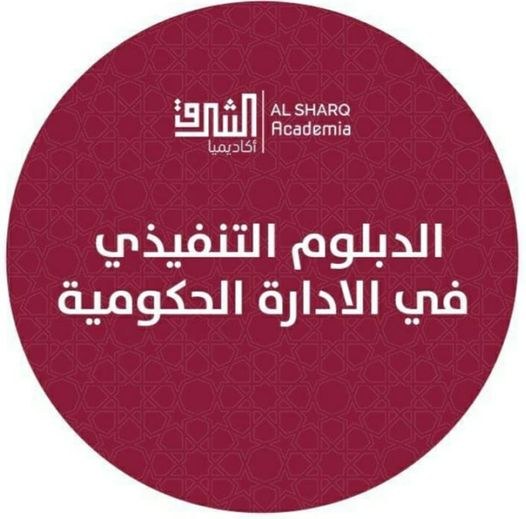 الشرق
أكاديميا
AL SHARQ
Academia
الدبلوم التنفيذي
في الادارة الحكومية